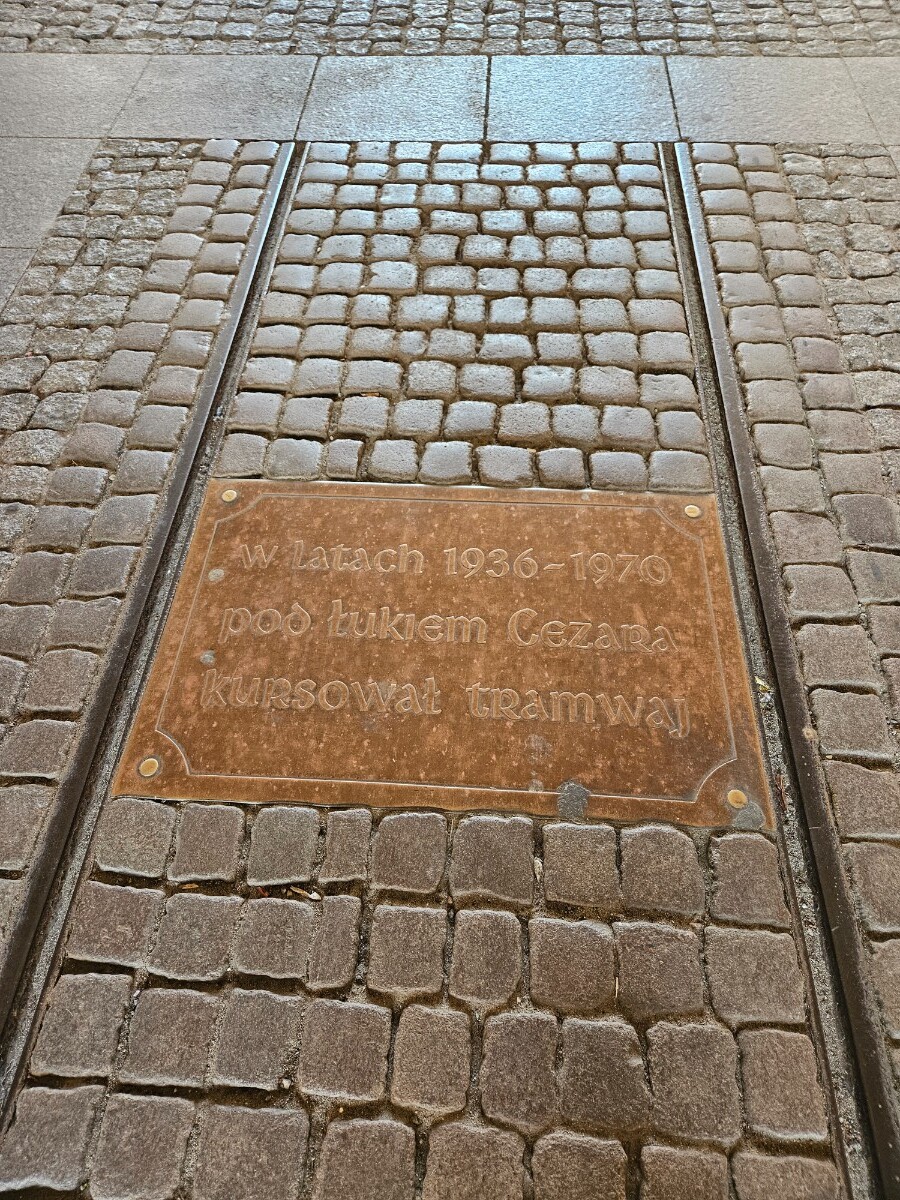 w latach 1936-1970
pod Łukiem Cezara
kursował tramwaj